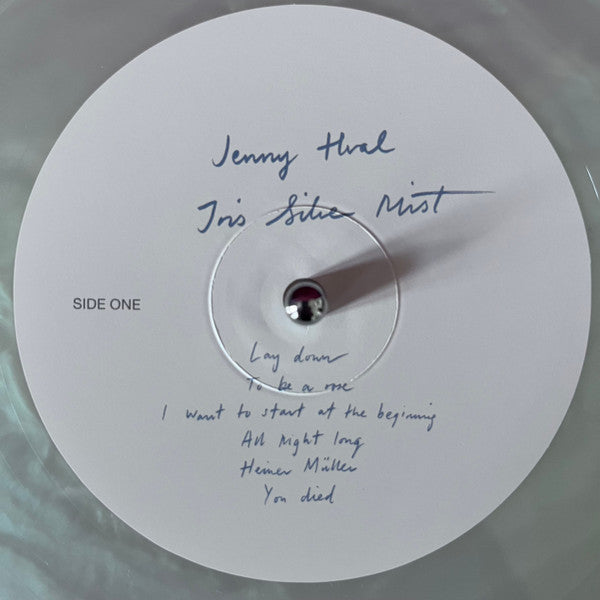 Jenny Hval
Iris Silver Mist
SIDE ONE
Lay down
To be a rose
I want to start at the beginning
All night long
Heiner Müller
You died